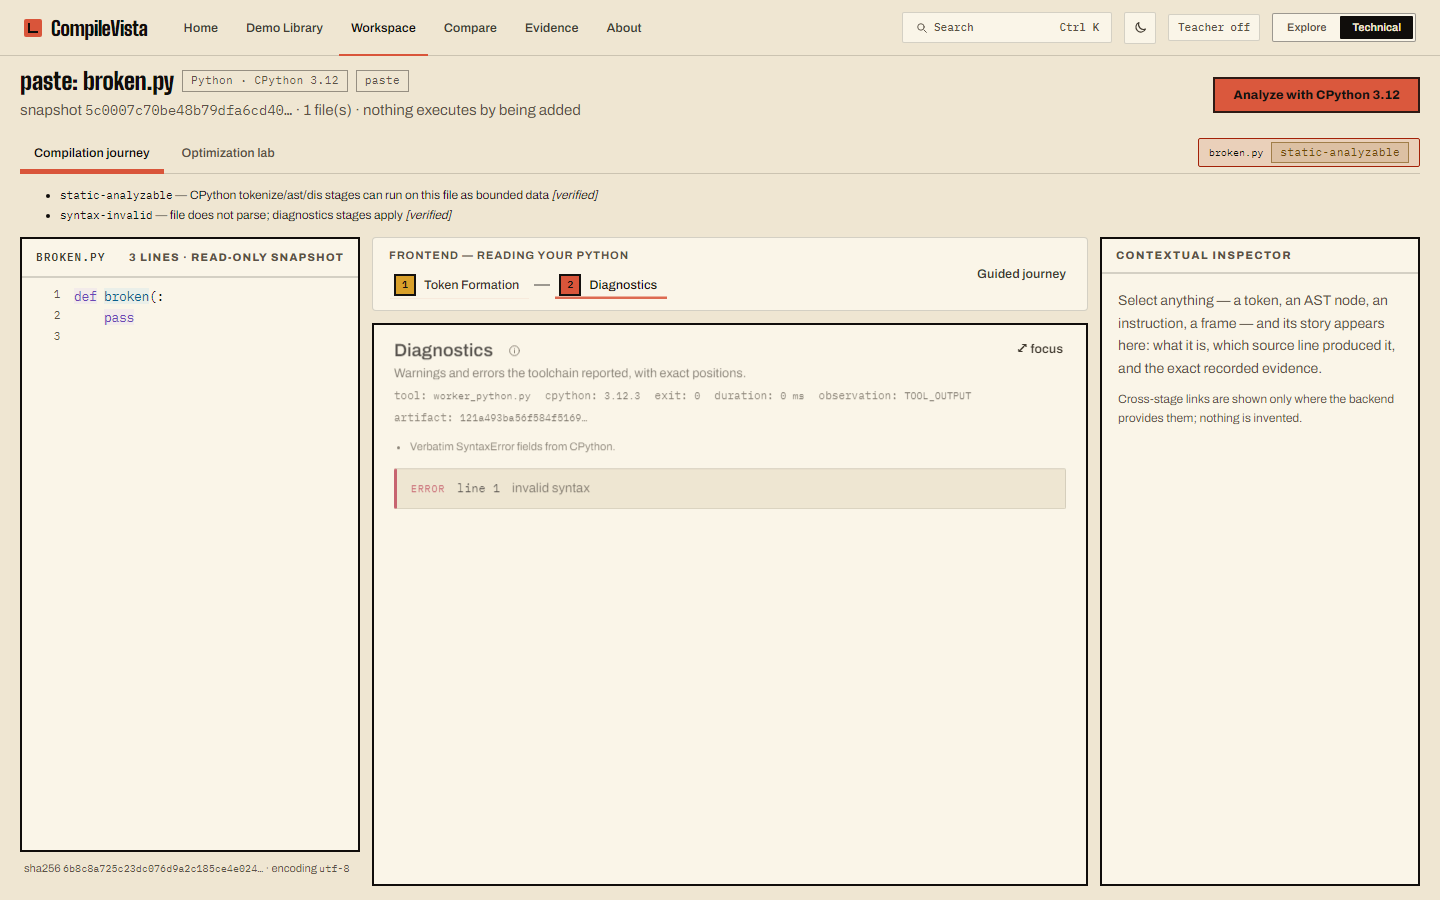 CompileVista Home Demo Library Workspace Compare Evidence About Search Ctrl K Teacher off Explore Technical
paste: broken.py Python · CPython 3.12 paste
snapshot 5c0007c70be48b79dfa6cd40… · 1 file(s) · nothing executes by being added
Analyze with CPython 3.12
Compilation journey Optimization lab
broken.py static-analyzable
• static-analyzable — CPython tokenize/ast/dis stages can run on this file as bounded data [verified]
• syntax-invalid — file does not parse; diagnostics stages apply [verified]
BROKEN.PY 3 LINES · READ-ONLY SNAPSHOT
1 def broken(:
2     pass
3
sha256 6b8c8a725c23dc076d9a2c185ce4e024… · encoding utf-8
FRONTEND — READING YOUR PYTHON
1 Token Formation — 2 Diagnostics
Guided journey
Diagnostics
focus
Warnings and errors the toolchain reported, with exact positions.
tool: worker_python.py cpython: 3.12.3 exit: 0 duration: 0 ms observation: TOOL_OUTPUT
artifact: 121a493ba56f584f5169…
• Verbatim SyntaxError fields from CPython.
ERROR line 1 invalid syntax
CONTEXTUAL INSPECTOR
Select anything — a token, an AST node, an
instruction, a frame — and its story appears
here: what it is, which source line produced it,
and the exact recorded evidence.
Cross-stage links are shown only where the backend
provides them; nothing is invented.